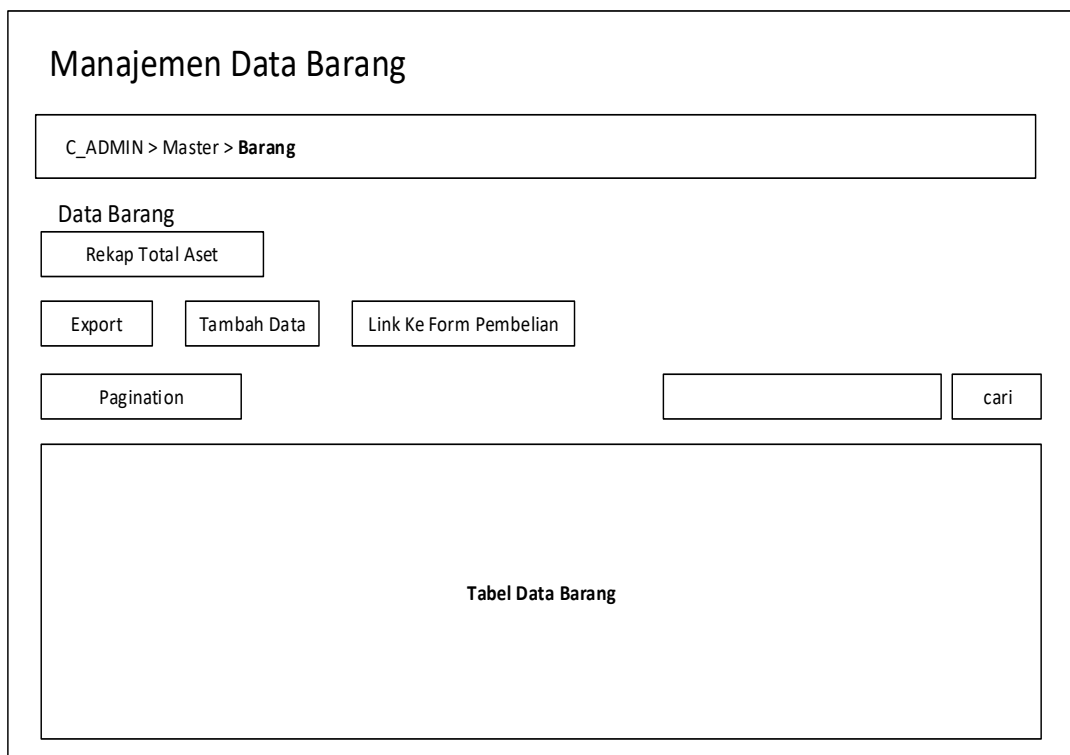 Manajemen Data Barang
C_ADMIN > Master > Barang
Data Barang
Rekap Total Aset
Export
Tambah Data
Link Ke Form Pembelian
Pagination
cari
Tabel Data Barang